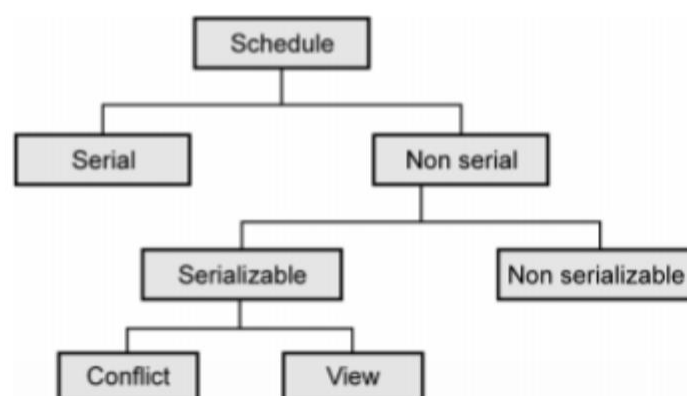 Schedule
Serial
Non serial
Serializable
Non serializable
Conflict
View